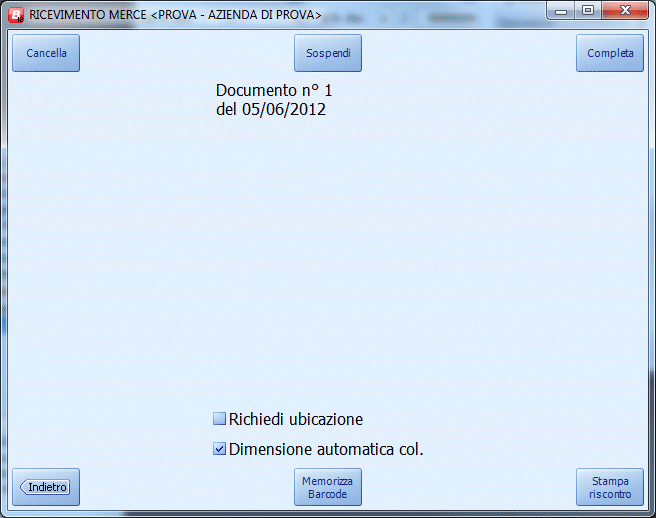 RICEVIMENTO MERCE <PROVA - AZIENDA DI PROVA>
Cancella
Sospendi
Completa
Documento n° 1
del 05/06/2012
Richiedi ubicazione
Dimensione automatica col.
Indietro
Memorizza
Barcode
Stampa
riscontro